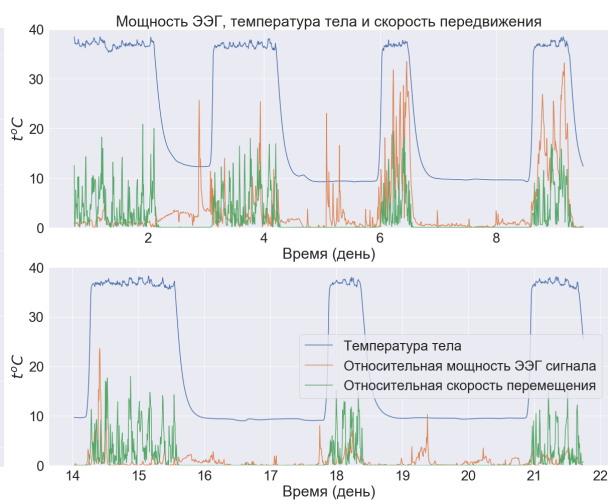 Мощность ЭЭГ, температура тела и скорость передвижения
40
30
20
10
0
t°C
2 4 6 8
Время (день)
40
30
20
10
0
t°C
Температура тела
Относительная мощность ЭЭГ сигнала
Относительная скорость перемещения
14 15 16 17 18 19 20 21 22
Время (день)